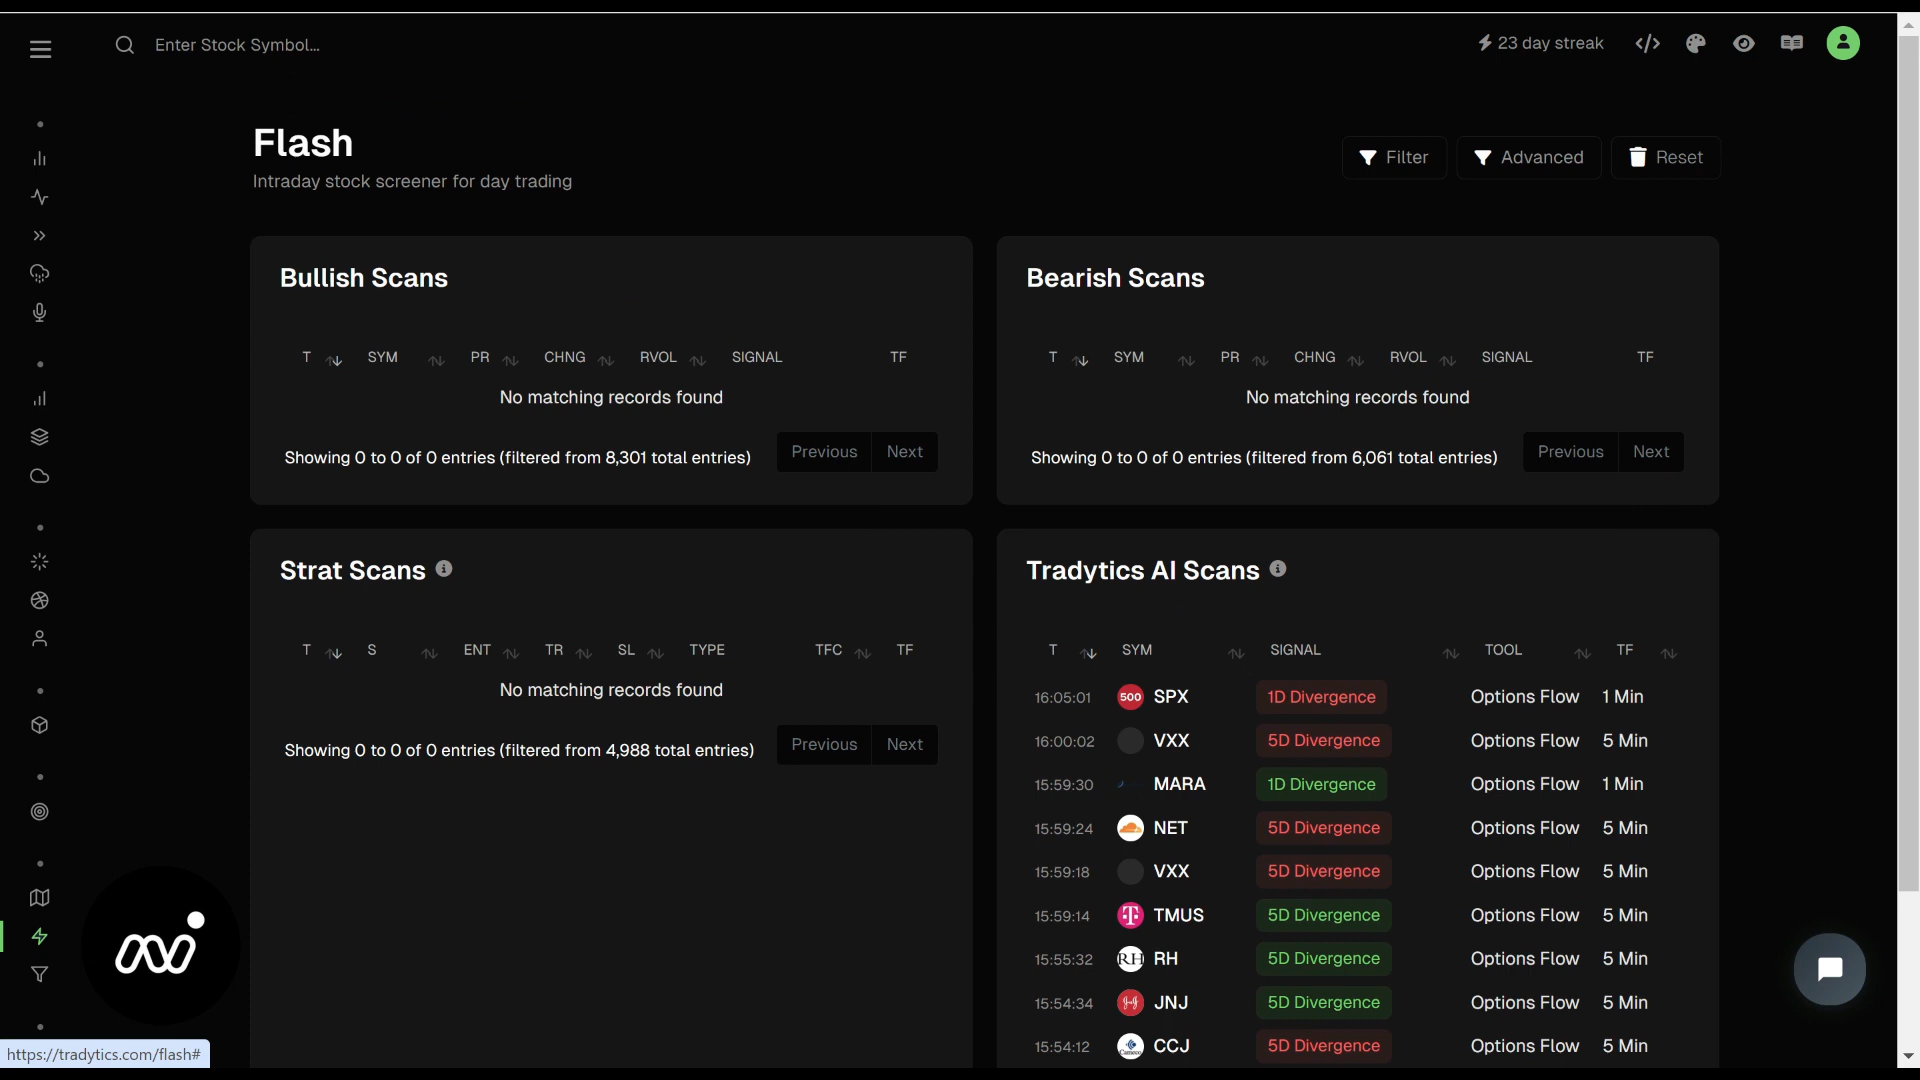 Enter Stock Symbol...
23 day streak
Flash
Intraday stock screener for day trading
Filter
Advanced
Reset
Bullish Scans
T SYM PR CHNG RVOL SIGNAL TF
No matching records found
Showing 0 to 0 of 0 entries (filtered from 8,301 total entries)
Previous Next
Bearish Scans
T SYM PR CHNG RVOL SIGNAL TF
No matching records found
Showing 0 to 0 of 0 entries (filtered from 6,061 total entries)
Previous Next
Strat Scans
T S ENT TR SL TYPE TFC TF
No matching records found
Showing 0 to 0 of 0 entries (filtered from 4,988 total entries)
Previous Next
Tradytics AI Scans
T SYM SIGNAL TOOL TF
16:05:01 500 SPX 1D Divergence Options Flow 1 Min
16:00:02 VXX 5D Divergence Options Flow 5 Min
15:59:30 MARA 1D Divergence Options Flow 1 Min
15:59:24 NET 5D Divergence Options Flow 5 Min
15:59:18 VXX 5D Divergence Options Flow 5 Min
15:59:14 T TMUS 5D Divergence Options Flow 5 Min
15:55:32 RH RH 5D Divergence Options Flow 5 Min
15:54:34 JNJ 5D Divergence Options Flow 5 Min
15:54:12 Cameco CCJ 5D Divergence Options Flow 5 Min
https://tradytics.com/flash#